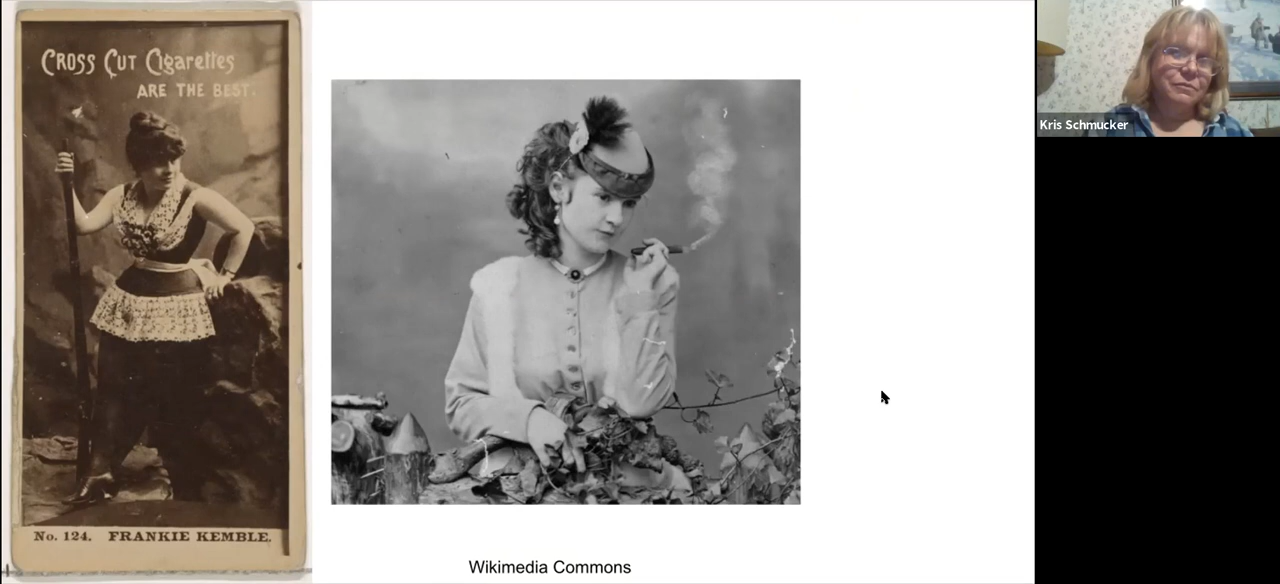 CROSS CUT CIgaReTTes
ARE THE BEST.
No. 124. FRANKIE KEMBLE.
Wikimedia Commons
Kris Schmucker